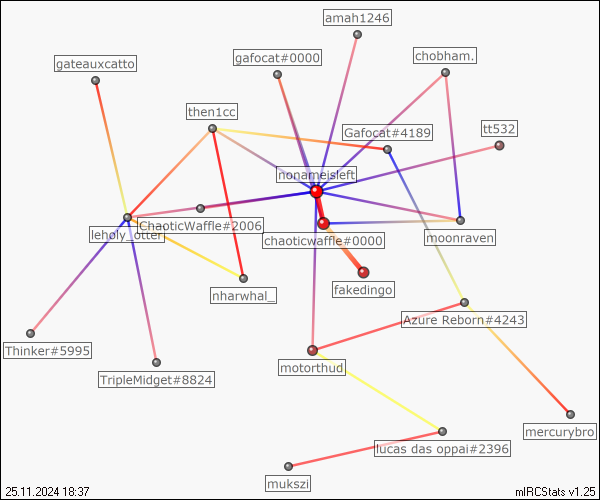 amah1246
gafocat#0000
chobham.
gateauxcatto
then1cc
Gafocat#4189
tt532
nonameisleft
ChaoticWaffle#2006
leholy_otter
chaoticwaffle#0000
moonraven
fakedingo
nharwhal_
Azure Reborn#4243
Thinker#5995
motorthud
TripleMidget#8824
mercurybro
lucas das oppai#2396
mukszi
25.11.2024 18:37
mIRCStats v1.25